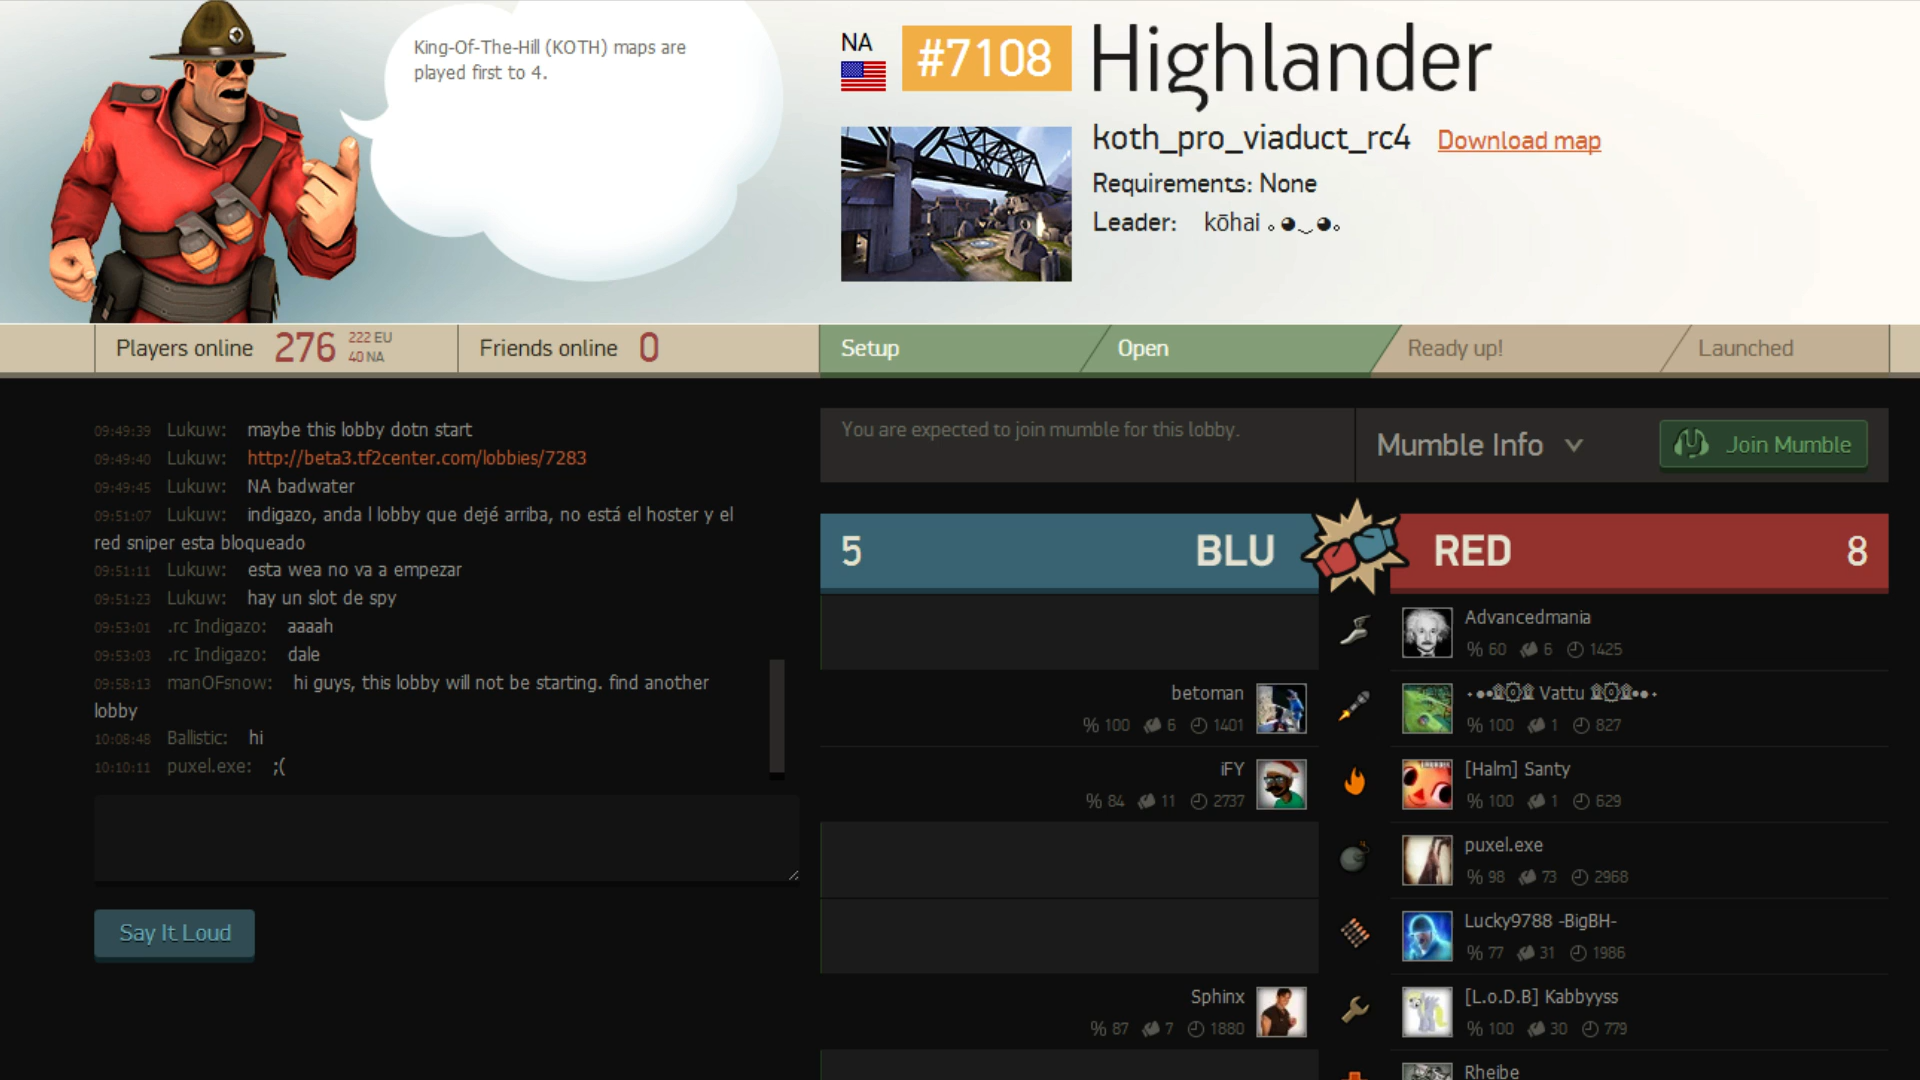 King-Of-The-Hill (KOTH) maps are
played first to 4.
NA
#7108
Highlander
koth_pro_viaduct_rc4 Download map
Requirements: None
Leader: kōhai ｡◕‿◕｡
Players online 276 222 EU
40 NA
Friends online 0
Setup
Open
Ready up!
Launched
09:49:39 Lukuw: maybe this lobby dotn start
09:49:40 Lukuw: http://beta3.tf2center.com/lobbies/7283
09:49:45 Lukuw: NA badwater
09:51:07 Lukuw: indigazo, anda l lobby que dejé arriba, no está el hoster y el
red sniper esta bloqueado
09:51:11 Lukuw: esta wea no va a empezar
09:51:23 Lukuw: hay un slot de spy
09:53:01 .rc Indigazo: aaaah
09:53:03 .rc Indigazo: dale
09:58:13 manOFsnow: hi guys, this lobby will not be starting. find another
lobby
10:08:48 Ballistic: hi
10:10:11 puxel.exe: ;(
Say It Loud
You are expected to join mumble for this lobby.
Mumble Info
Join Mumble
5 BLU
RED 8
Advancedmania
% 60 6 1425
betoman
% 100 6 1401
Vattu
% 100 1 827
iFY
% 84 11 2737
[Halm] Santy
% 100 1 629
puxel.exe
% 98 73 2968
Lucky9788 -BigBH-
% 77 31 1986
Sphinx
% 87 7 1880
[L.o.D.B] Kabbyyss
% 100 30 779
Rheibe